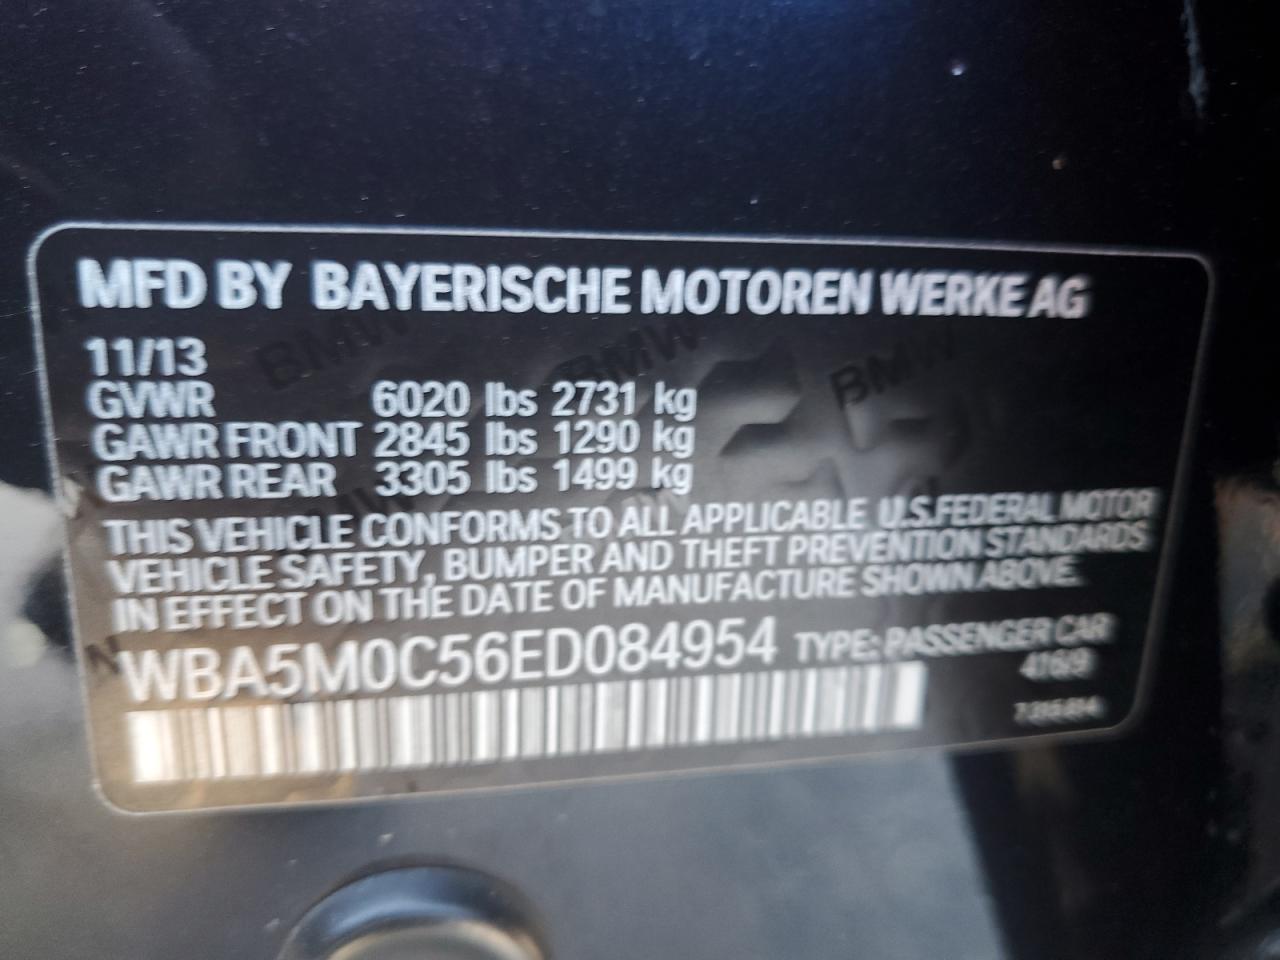 MFD BY BAYERISCHE MOTOREN WERKE AG
11/13
GVWR 6020 lbs 2731 kg
GAWR FRONT 2845 lbs 1290 kg
GAWR REAR 3305 lbs 1499 kg
THIS VEHICLE CONFORMS TO ALL APPLICABLE U.S.FEDERAL MOTOR
VEHICLE SAFETY, BUMPER AND THEFT PREVENTION STANDARDS
IN EFFECT ON THE DATE OF MANUFACTURE SHOWN ABOVE.
WBA5M0C56ED084954 TYPE: PASSENGER CAR